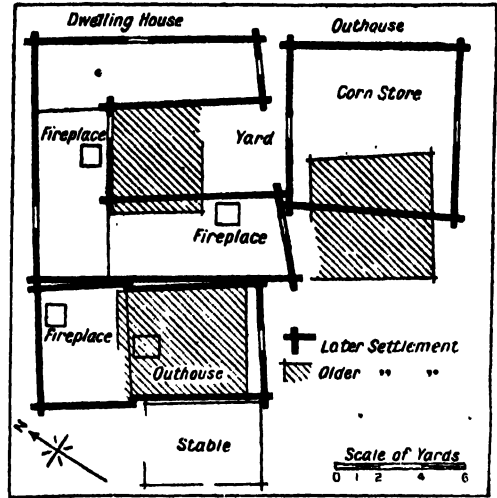 Dwelling House
Outhouse
Corn Store
Fireplace
Yard
Fireplace
Fireplace
Outhouse
Later Settlement
Older " "
Stable
N
Scale of Yards
0 1 2 4 6